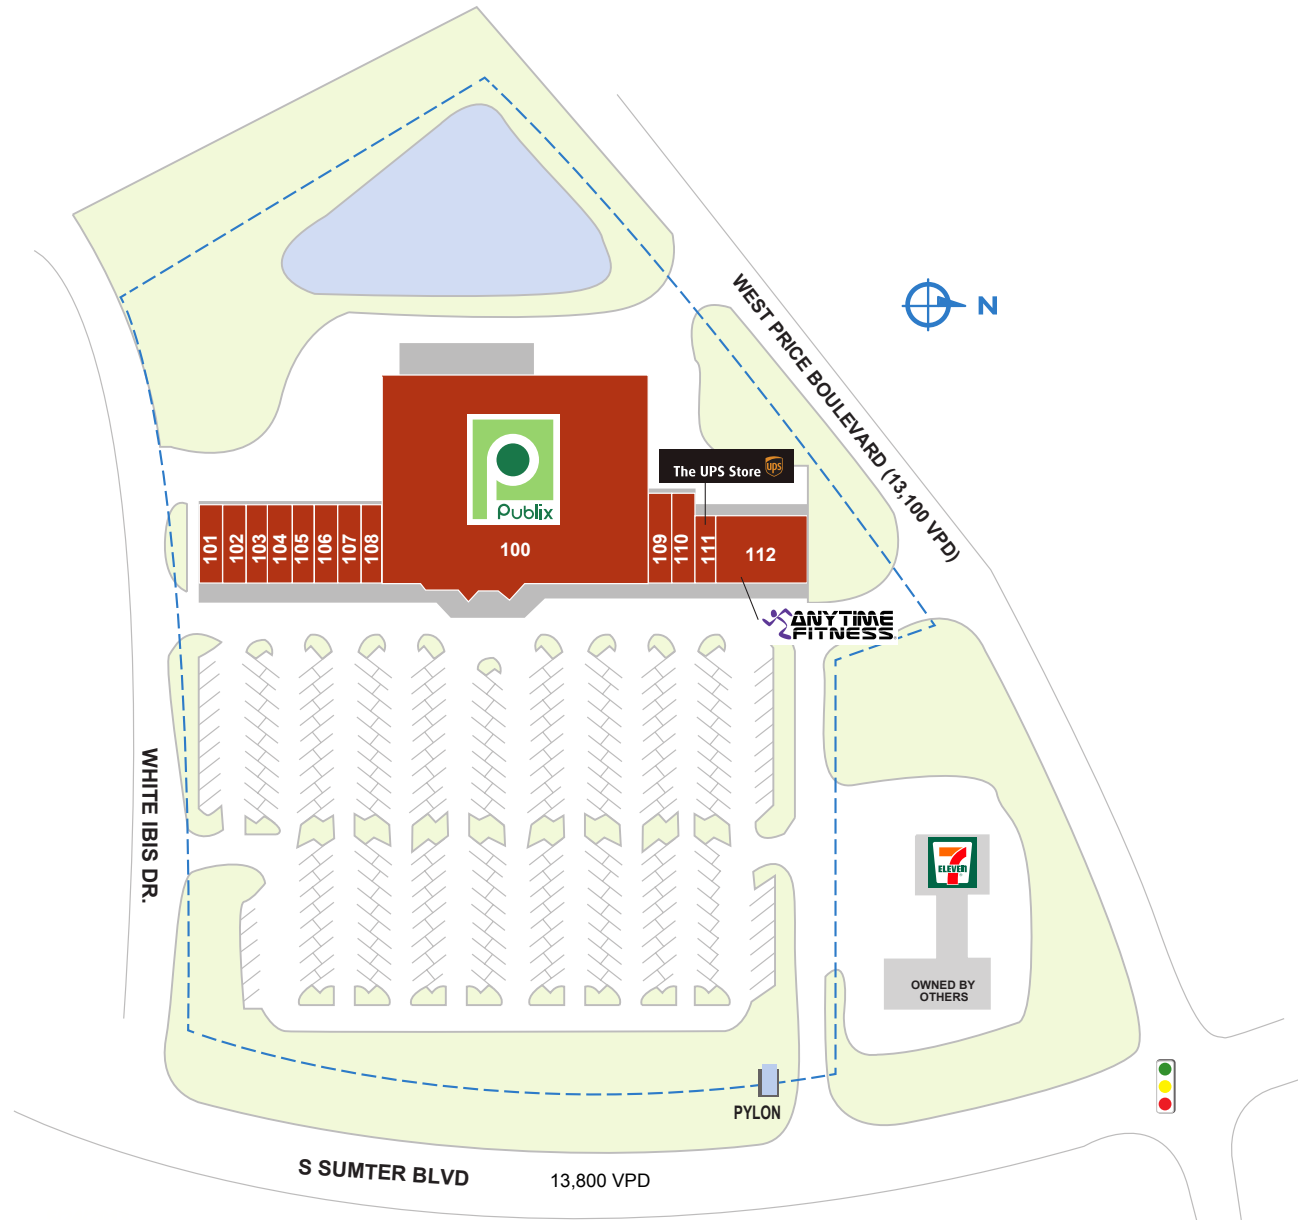 WEST PRICE BOULEVARD (13,100 VPD)
N
The UPS Store
ups
Publix
100
101
102
103
104
105
106
107
108
109
110
111
112
ANYTIME
FITNESS
WHITE IBIS DR.
7
ELEVEn
OWNED BY
OTHERS
PYLON
S SUMTER BLVD
13,800 VPD